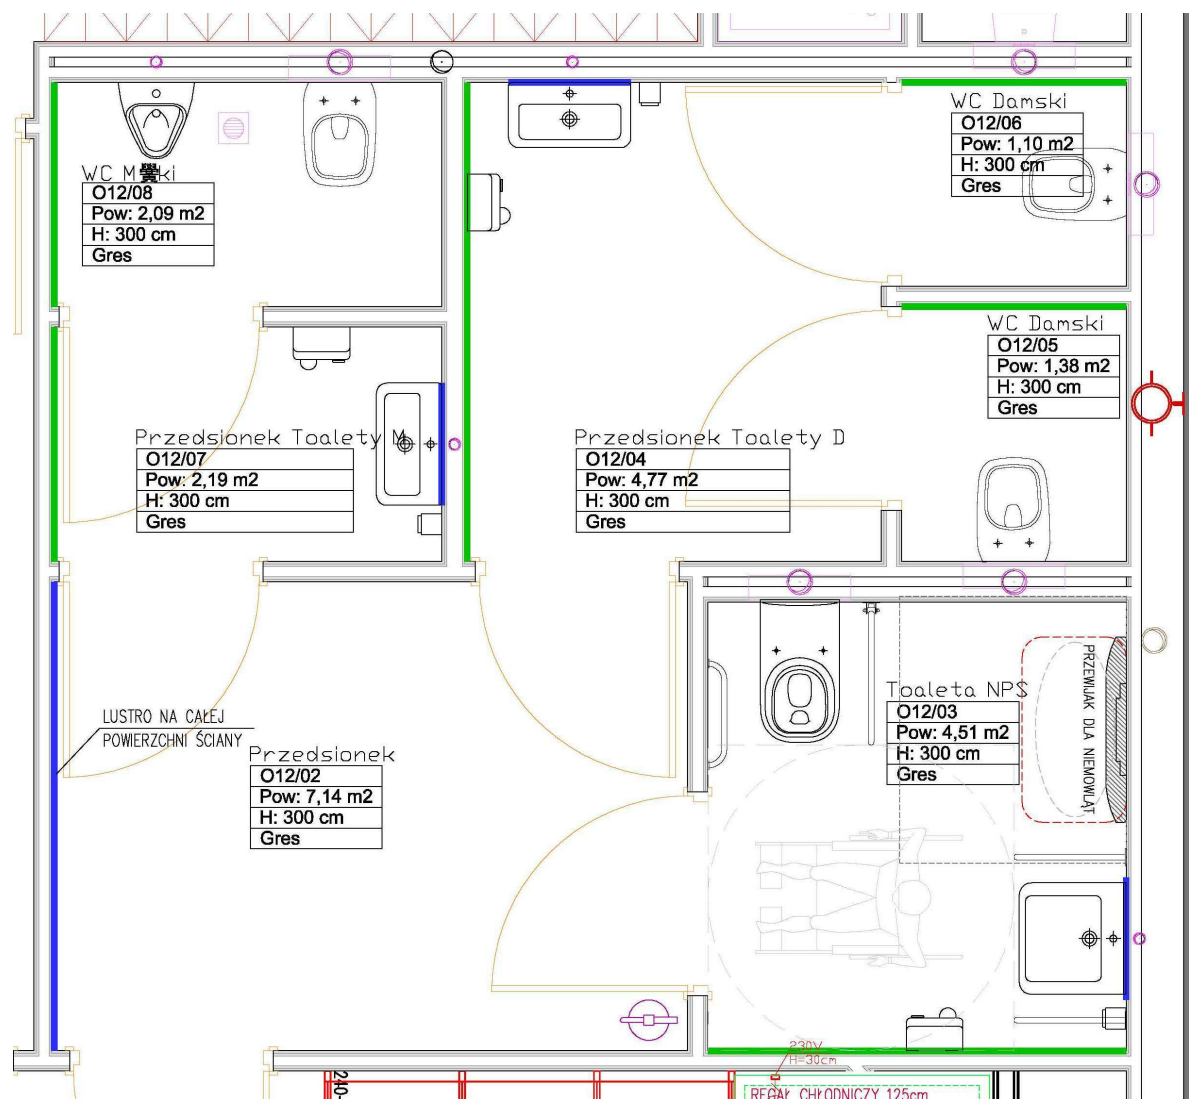 WC Damski
O12/06
Pow: 1,10 m2
H: 300 cm
Gres
WC
O12/08
Pow: 2,09 m2
H: 300 cm
Gres
WC Damski
O12/05
Pow: 1,38 m2
H: 300 cm
Gres
Przedsionek Toalety M
O12/07
Pow: 2,19 m2
H: 300 cm
Gres
Przedsionek Toalety D
O12/04
Pow: 4,77 m2
H: 300 cm
Gres
Toaleta NPS
O12/03
Pow: 4,51 m2
H: 300 cm
Gres
PRZEWIJAK DLA NIEMOWLĄT
LUSTRO NA CAŁEJ
POWIERZCHNI ŚCIANY
Przedsionek
O12/02
Pow: 7,14 m2
H: 300 cm
Gres
230V
H=30cm
240-
REGAŁ CHŁODNICZY 125cm